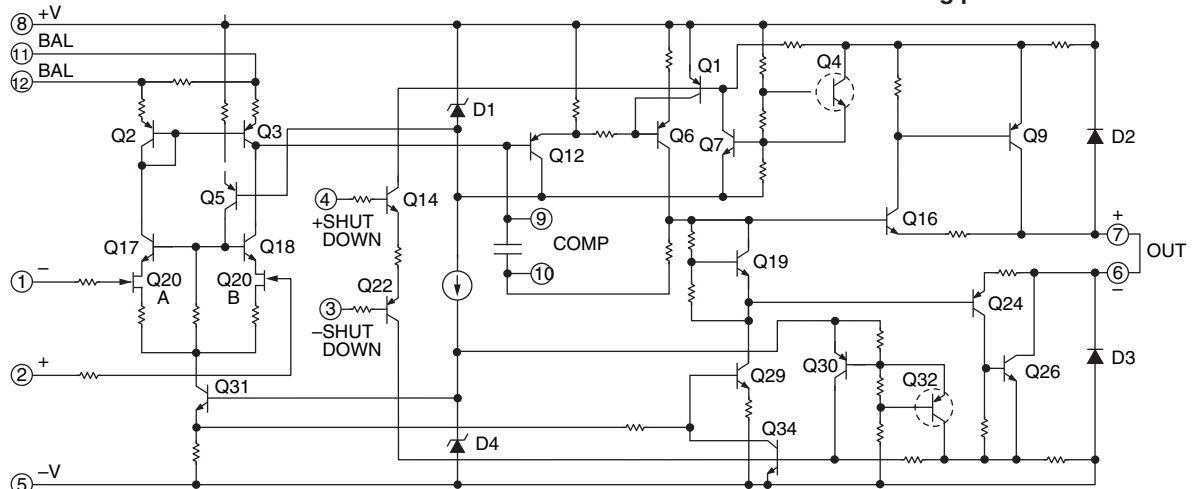 8 +V
11 BAL
12 BAL
Q1
Q4
D1
Q2
Q3
Q12
Q6
Q7
Q9
D2
Q5
4
Q14
+SHUT
DOWN
9
COMP
10
Q16
+
7
OUT
6
–
Q17
Q18
Q19
1 –
Q20
A
Q20
B
Q22
3
–SHUT
DOWN
Q24
2 +
Q31
Q29
Q30
Q32
Q26
D3
D4
Q34
5 –V